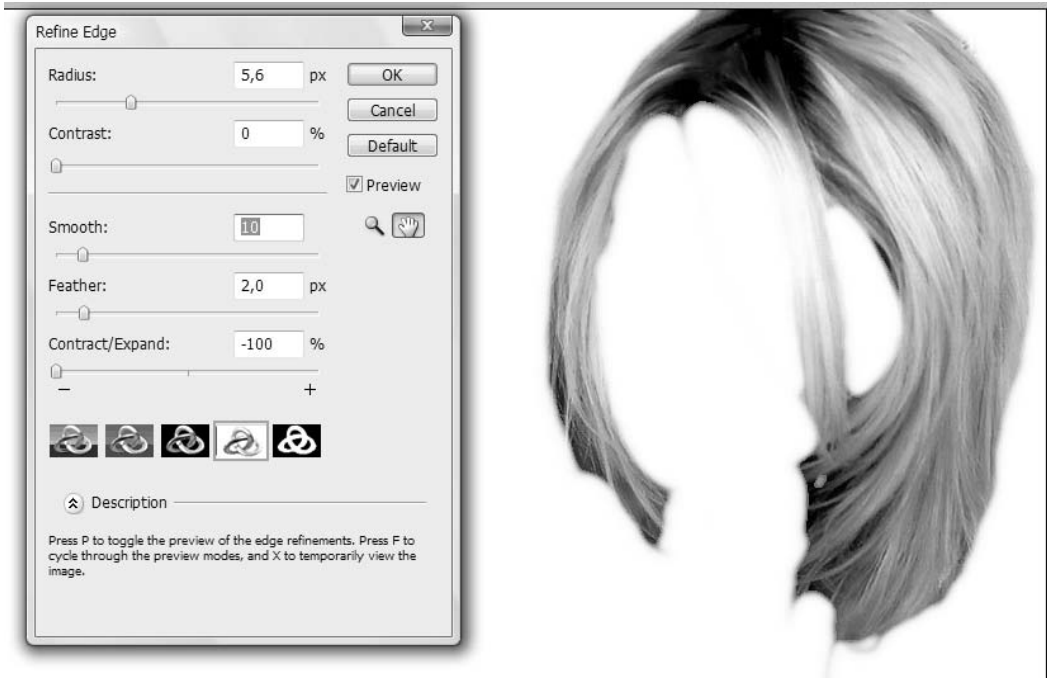 Refine Edge
Radius: 5,6 px OK
Cancel
Contrast: 0 %
Default
Preview
Smooth: 10
Feather: 2,0 px
Contract/Expand: -100 %
− +
Description
Press P to toggle the preview of the edge refinements. Press F to
cycle through the preview modes, and X to temporarily view the
image.